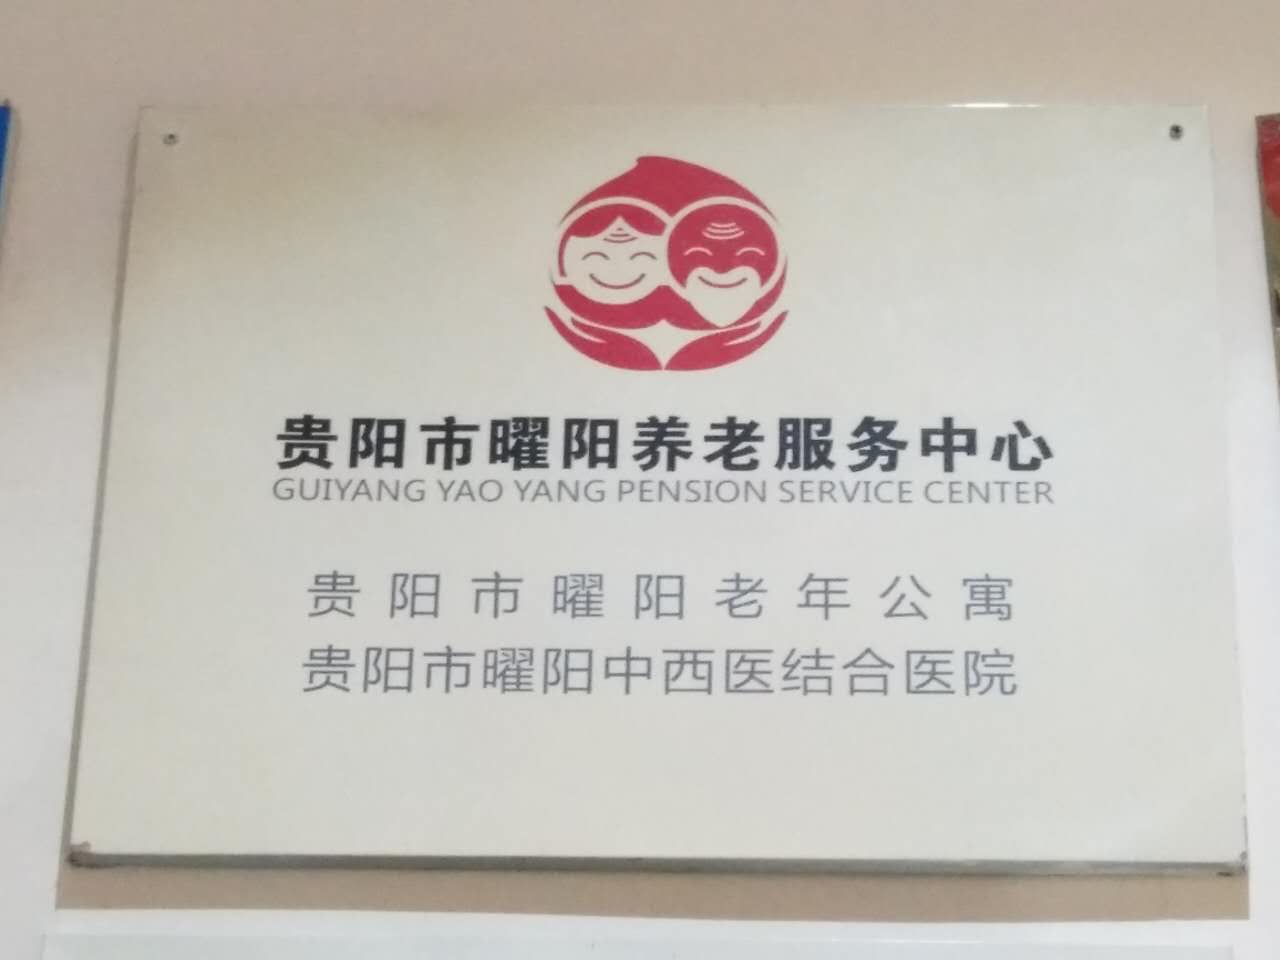 贵阳市曜阳养老服务中心
GUIYANG YAO YANG PENSION SERVICE CENTER
贵阳市曜阳老年公寓
贵阳市曜阳中西医结合医院